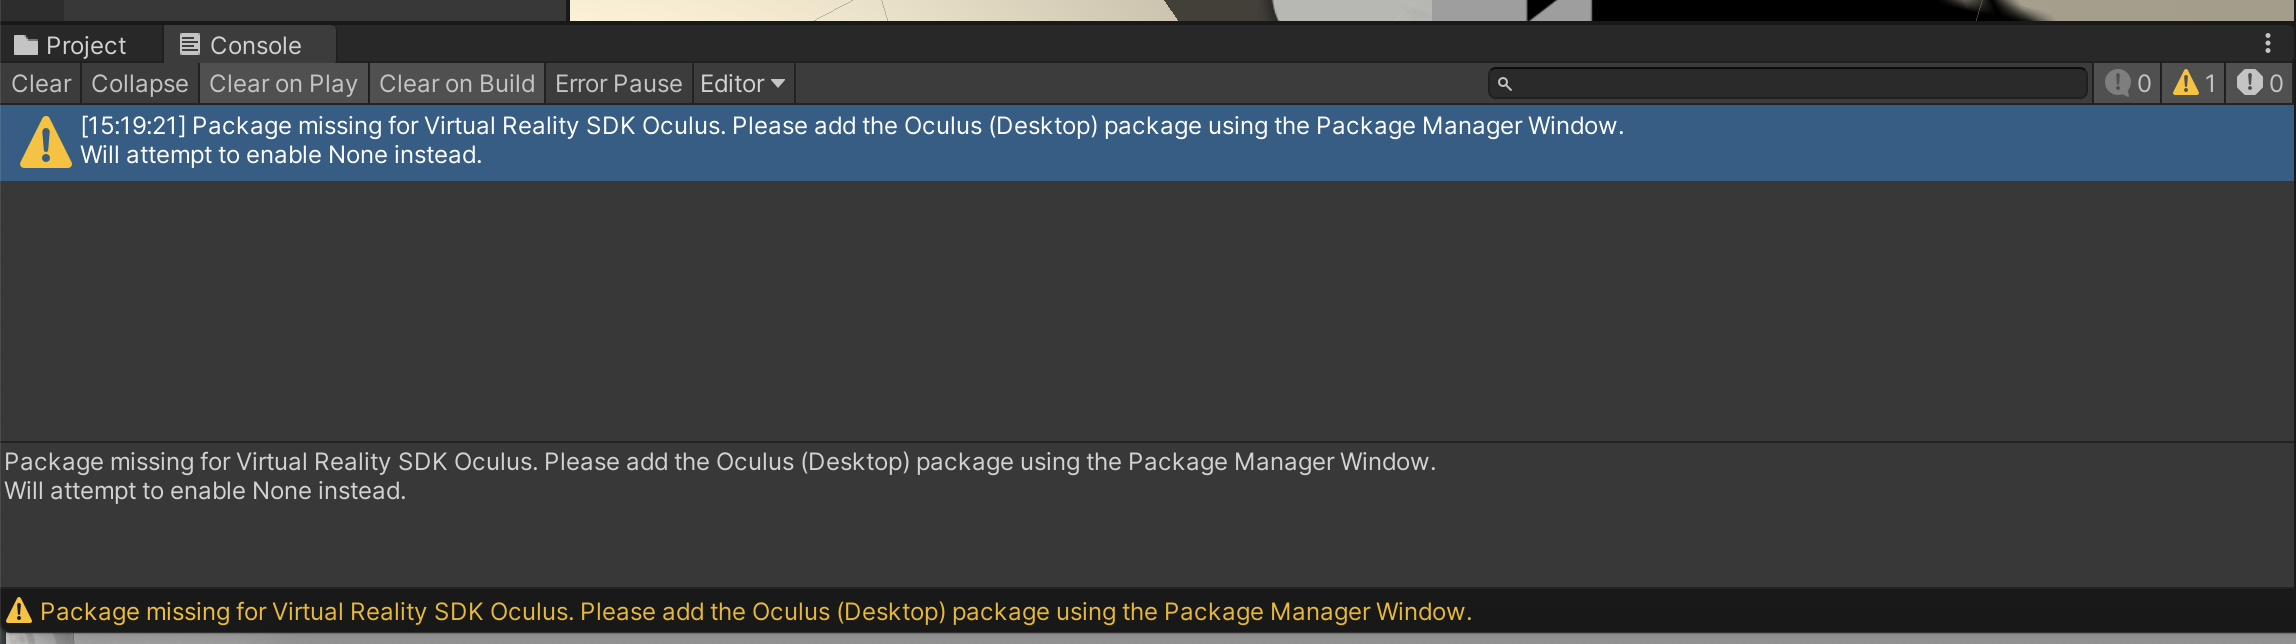 Project
Console
Clear
Collapse
Clear on Play
Clear on Build
Error Pause
Editor
0
1
0
[15:19:21] Package missing for Virtual Reality SDK Oculus. Please add the Oculus (Desktop) package using the Package Manager Window.
Will attempt to enable None instead.
Package missing for Virtual Reality SDK Oculus. Please add the Oculus (Desktop) package using the Package Manager Window.
Will attempt to enable None instead.
Package missing for Virtual Reality SDK Oculus. Please add the Oculus (Desktop) package using the Package Manager Window.